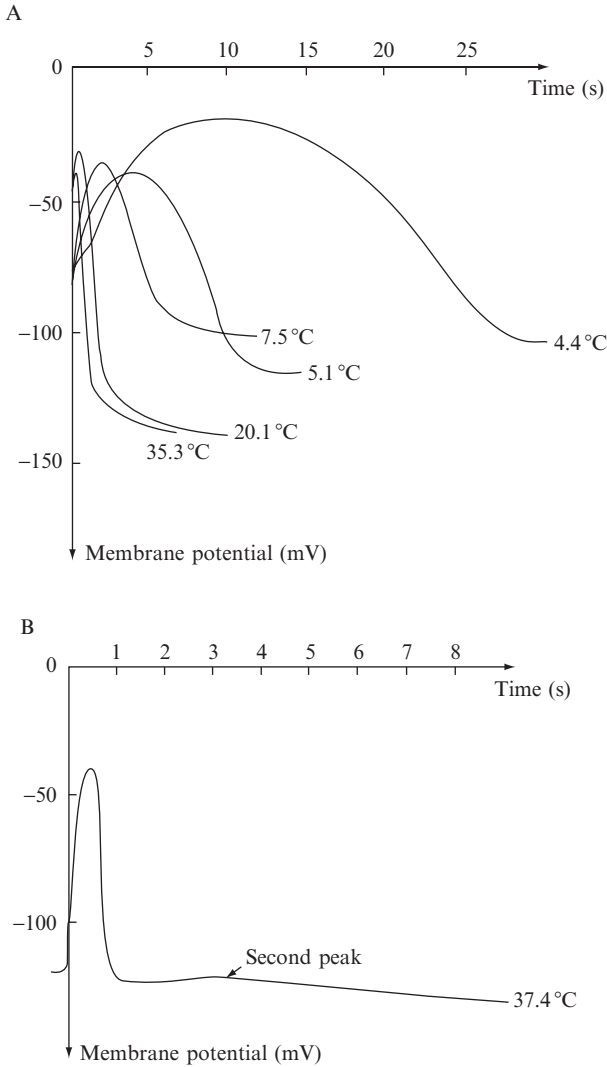 A
5 10 15 20 25
0
Time (s)
−50
−100
7.5 °C
4.4 °C
5.1 °C
20.1 °C
35.3 °C
−150
Membrane potential (mV)
B
0
1 2 3 4 5 6 7 8
Time (s)
−50
−100
Second peak
37.4 °C
Membrane potential (mV)